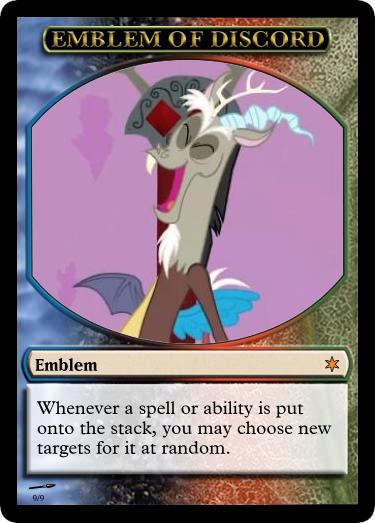 EMBLEM OF DISCORD
Emblem
Whenever a spell or ability is put
onto the stack, you may choose new
targets for it at random.
9/9